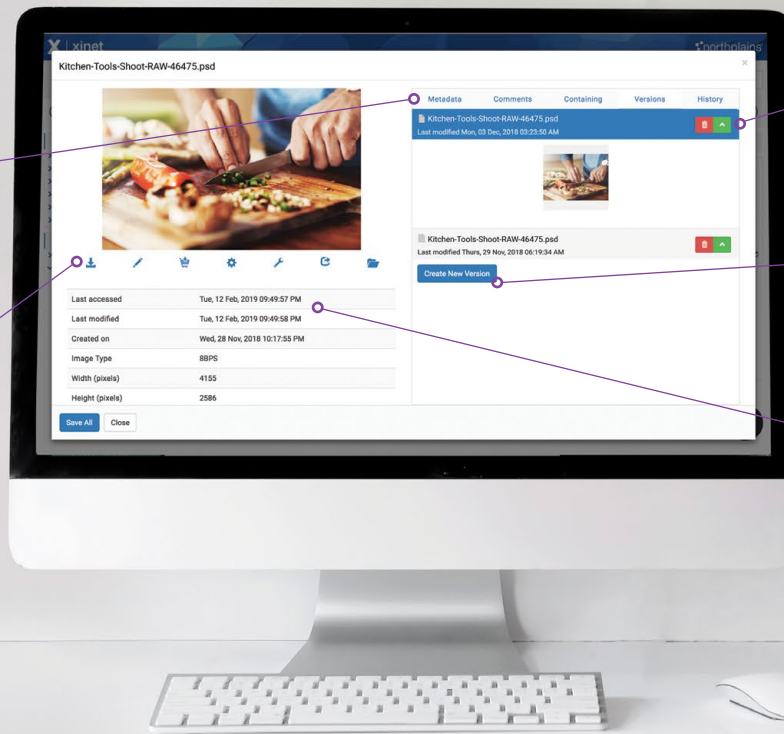 X | xinet
northplains
Kitchen-Tools-Shoot-RAW-46475.psd
×
Metadata Comments Containing Versions History
Kitchen-Tools-Shoot-RAW-46475.psd
Last modified Mon, 03 Dec, 2018 03:23:50 AM
Kitchen-Tools-Shoot-RAW-46475.psd
Last modified Thurs, 29 Nov, 2018 06:19:34 AM
Create New Version
Last accessed Tue, 12 Feb, 2019 09:49:57 PM
Last modified Tue, 12 Feb, 2019 09:49:58 PM
Created on Wed, 28 Nov, 2018 10:17:55 PM
Image Type 8BPS
Width (pixels) 4155
Height (pixels) 2586
Save All Close